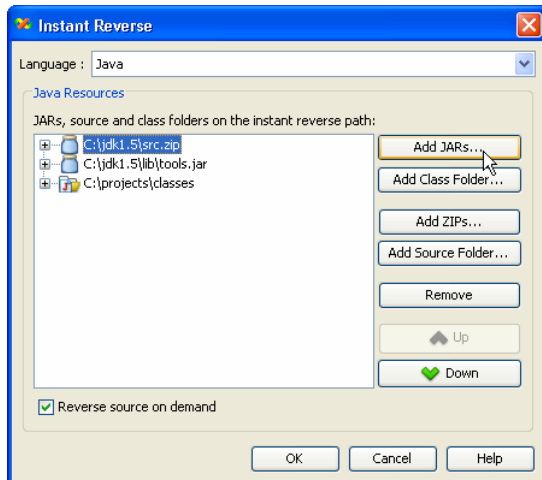 Instant Reverse
Language : Java
Java Resources
JARs, source and class folders on the instant reverse path:
C:\jdk1.5\src.zip
C:\jdk1.5\lib\tools.jar
C:\projects\classes
Add JARs...
Add Class Folder...
Add ZIPs...
Add Source Folder...
Remove
Up
Down
Reverse source on demand
OK Cancel Help